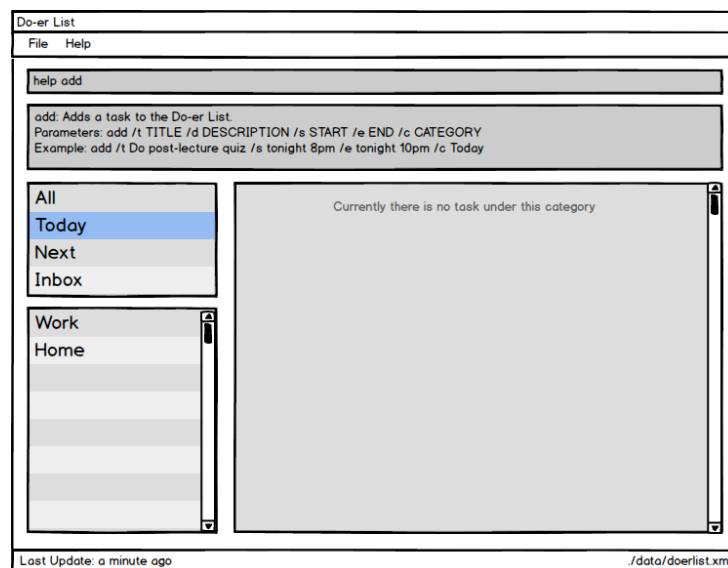 Do-er List
File Help
help add
add: Adds a task to the Do-er List.
Parameters: add /t TITLE /d DESCRIPTION /s START /e END /c CATEGORY
Example: add /t Do post-lecture quiz /s tonight 8pm /e tonight 10pm /c Today
All
Today
Next
Inbox
Work
Home
Currently there is no task under this category
Last Update: a minute ago
./data/doerlist.xm